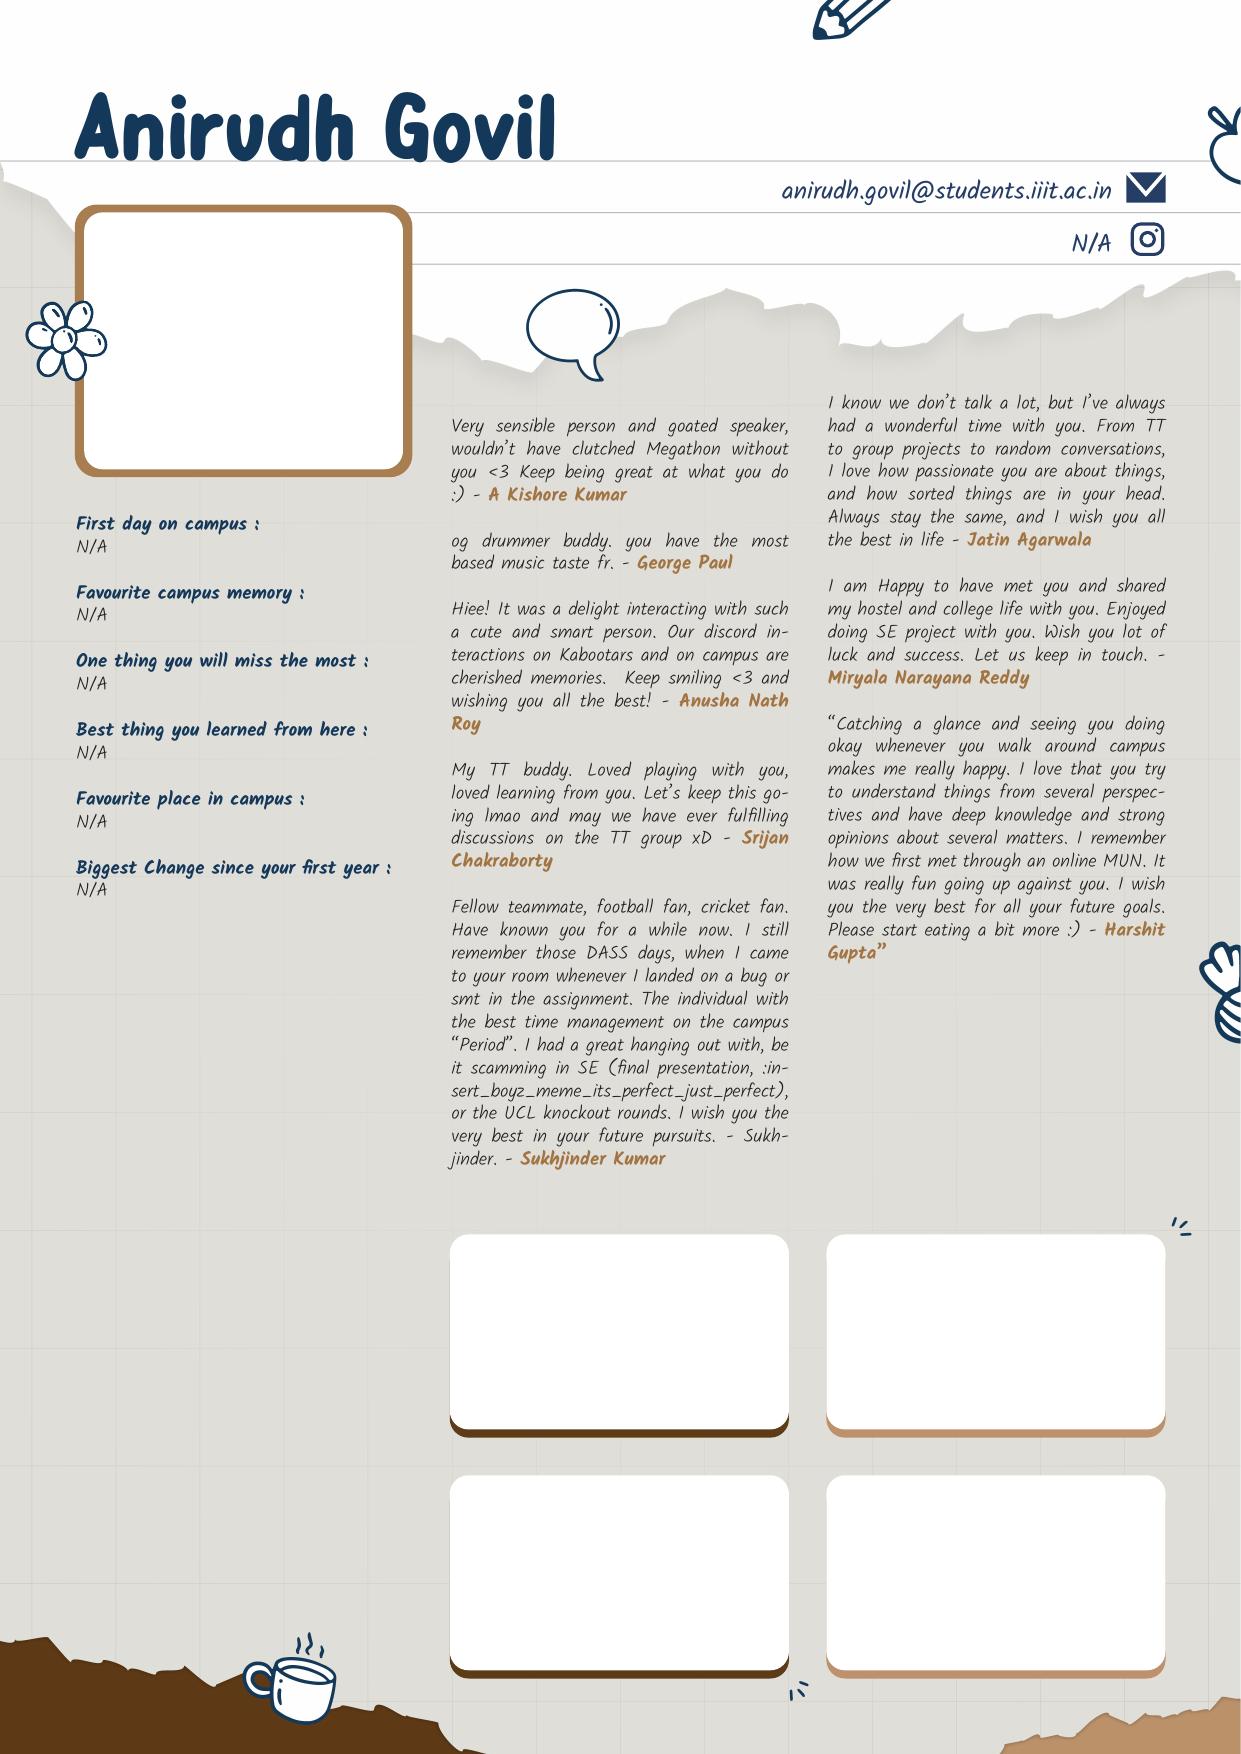 Anirudh Govil
anirudh.govil@students.iiit.ac.in
N/A
First day on campus :
N/A
Favourite campus memory :
N/A
One thing you will miss the most :
N/A
Best thing you learned from here :
N/A
Favourite place in campus :
N/A
Biggest Change since your first year :
N/A
Very sensible person and goated speaker,
wouldn't have clutched Megathon without
you <3 Keep being great at what you do
:) - A Kishore Kumar
og drummer buddy. you have the most
based music taste fr. - George Paul
Hiee! It was a delight interacting with such
a cute and smart person. Our discord in-
teractions on Kabootars and on campus are
cherished memories. Keep smiling <3 and
wishing you all the best! - Anusha Nath
Roy
My TT buddy. Loved playing with you,
loved learning from you. Let's keep this go-
ing lmao and may we have ever fulfilling
discussions on the TT group xD - Srijan
Chakraborty
Fellow teammate, football fan, cricket fan.
Have known you for a while now. I still
remember those DASS days, when I came
to your room whenever I landed on a bug or
smt in the assignment. The individual with
the best time management on the campus
“Period”. I had a great hanging out with, be
it scamming in SE (final presentation, :in-
sert_boyz_meme_its_perfect_just_perfect),
or the UCL knockout rounds. I wish you the
very best in your future pursuits. - Sukh-
jinder. - Sukhjinder Kumar
I know we don't talk a lot, but I've always
had a wonderful time with you. From TT
to group projects to random conversations,
I love how passionate you are about things,
and how sorted things are in your head.
Always stay the same, and I wish you all
the best in life - Jatin Agarwala
I am Happy to have met you and shared
my hostel and college life with you. Enjoyed
doing SE project with you. Wish you lot of
luck and success. Let us keep in touch. -
Miryala Narayana Reddy
“Catching a glance and seeing you doing
okay whenever you walk around campus
makes me really happy. I love that you try
to understand things from several perspec-
tives and have deep knowledge and strong
opinions about several matters. I remember
how we first met through an online MUN. It
was really fun going up against you. I wish
you the very best for all your future goals.
Please start eating a bit more :) - Harshit
Gupta”